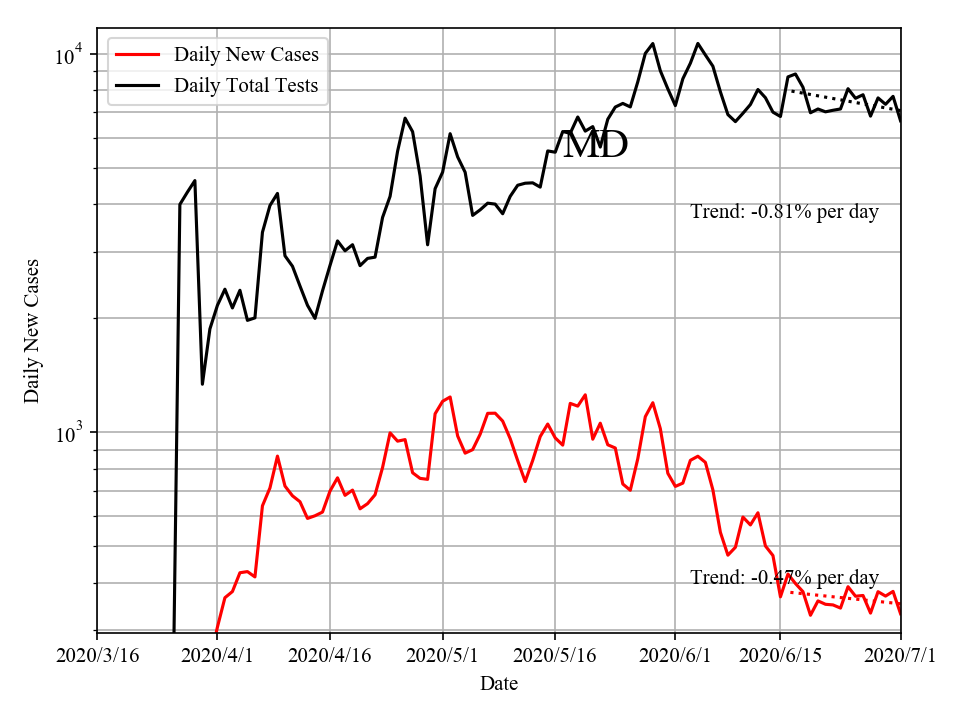 Daily New Cases
Daily Total Tests
MD
Trend: -0.81% per day
Trend: -0.47% per day
Daily New Cases
10^4
10^3
2020/3/16 2020/4/1 2020/4/16 2020/5/1 2020/5/16 2020/6/1 2020/6/15 2020/7/1
Date